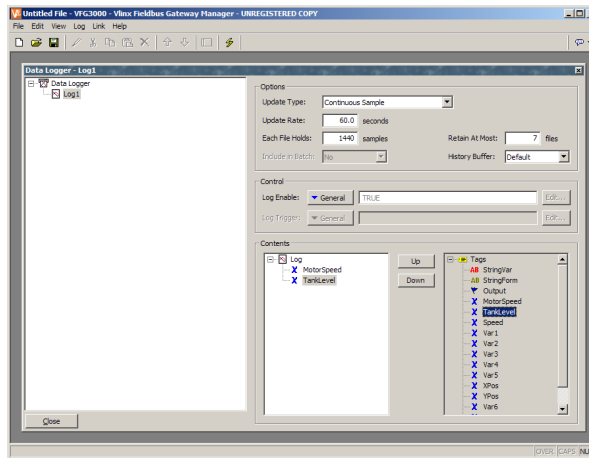 Untitled File - VFG3000 - Vlinx Fieldbus Gateway Manager - UNREGISTERED COPY
File Edit View Log Link Help
Data Logger - Log1
Data Logger
Log1
Options
Update Type: Continuous Sample
Update Rate: 60.0 seconds
Each File Holds: 1440 samples Retain At Most: 7 files
Include in Batch: No History Buffer: Default
Control
Log Enable: General TRUE Edit...
Log Trigger: General Edit...
Contents
Log
MotorSpeed
TankLevel
Up
Down
Tags
AB StringVar
AB StringForm
Output
MotorSpeed
TankLevel
Speed
Var1
Var2
Var3
Var4
Var5
XPos
YPos
Var6
Close
OVER CAPS NU